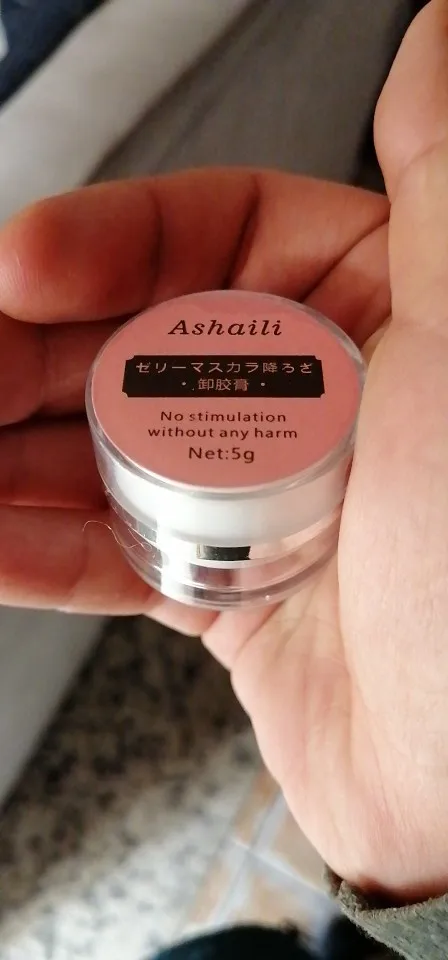 Ashaili
ゼリーマスカラ降ろざ
·卸胶膏·
No stimulation
without any harm
Net:5g